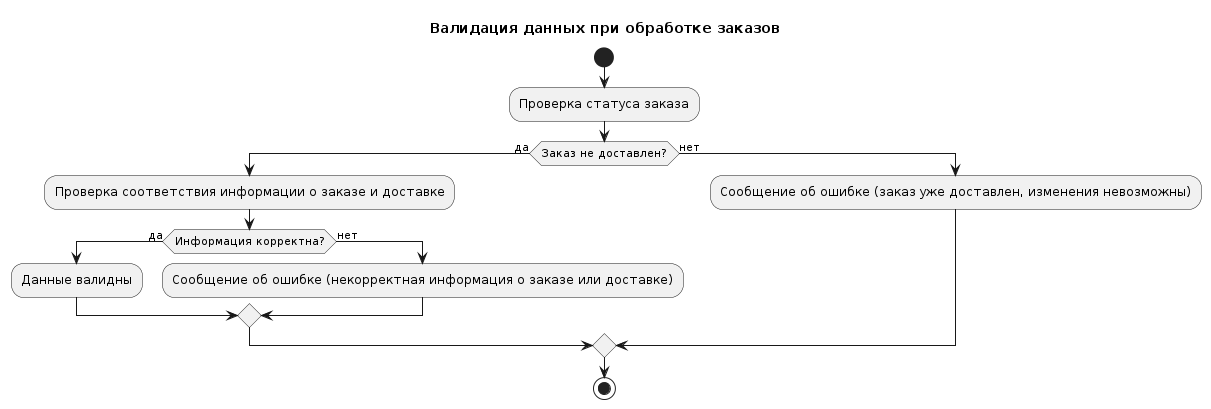 Валидация данных при обработке заказов
Проверка статуса заказа
да
Заказ не доставлен?
нет
Проверка соответствия информации о заказе и доставке
Сообщение об ошибке (заказ уже доставлен, изменения невозможны)
да
Информация корректна?
нет
Данные валидны
Сообщение об ошибке (некорректная информация о заказе или доставке)